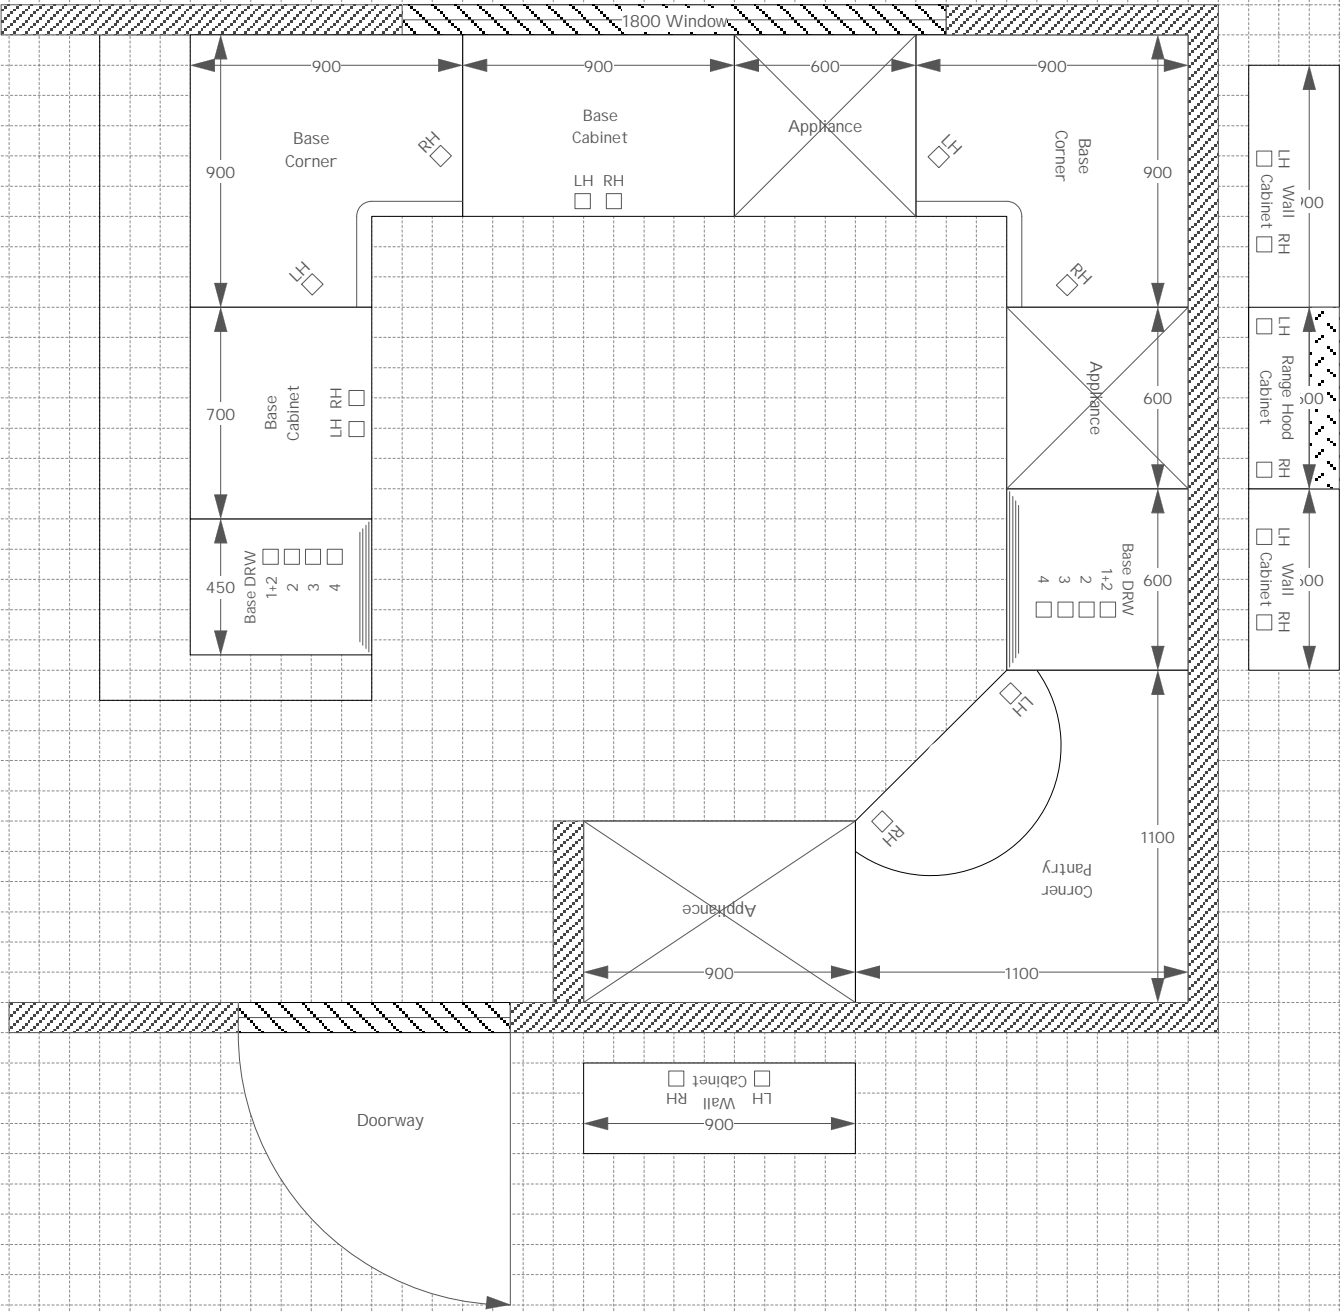 1800 Window
900
900
600
900
Base
Corner
RH
LH
900
Base
Cabinet
LH RH
Appliance
LH
Base
Corner
RH
900
LH
Wall
Cabinet
RH
700
Base
Cabinet
LH RH
Appliance
600
LH
Range Hood
Cabinet
RH
450
Base DRW
1+2
2
3
4
Base DRW
1+2
2
3
4
600
LH
Wall
Cabinet
RH
LH
RH
Corner
Pantry
1100
1100
Appliance
900
Doorway
RH
Wall
Cabinet
LH
900